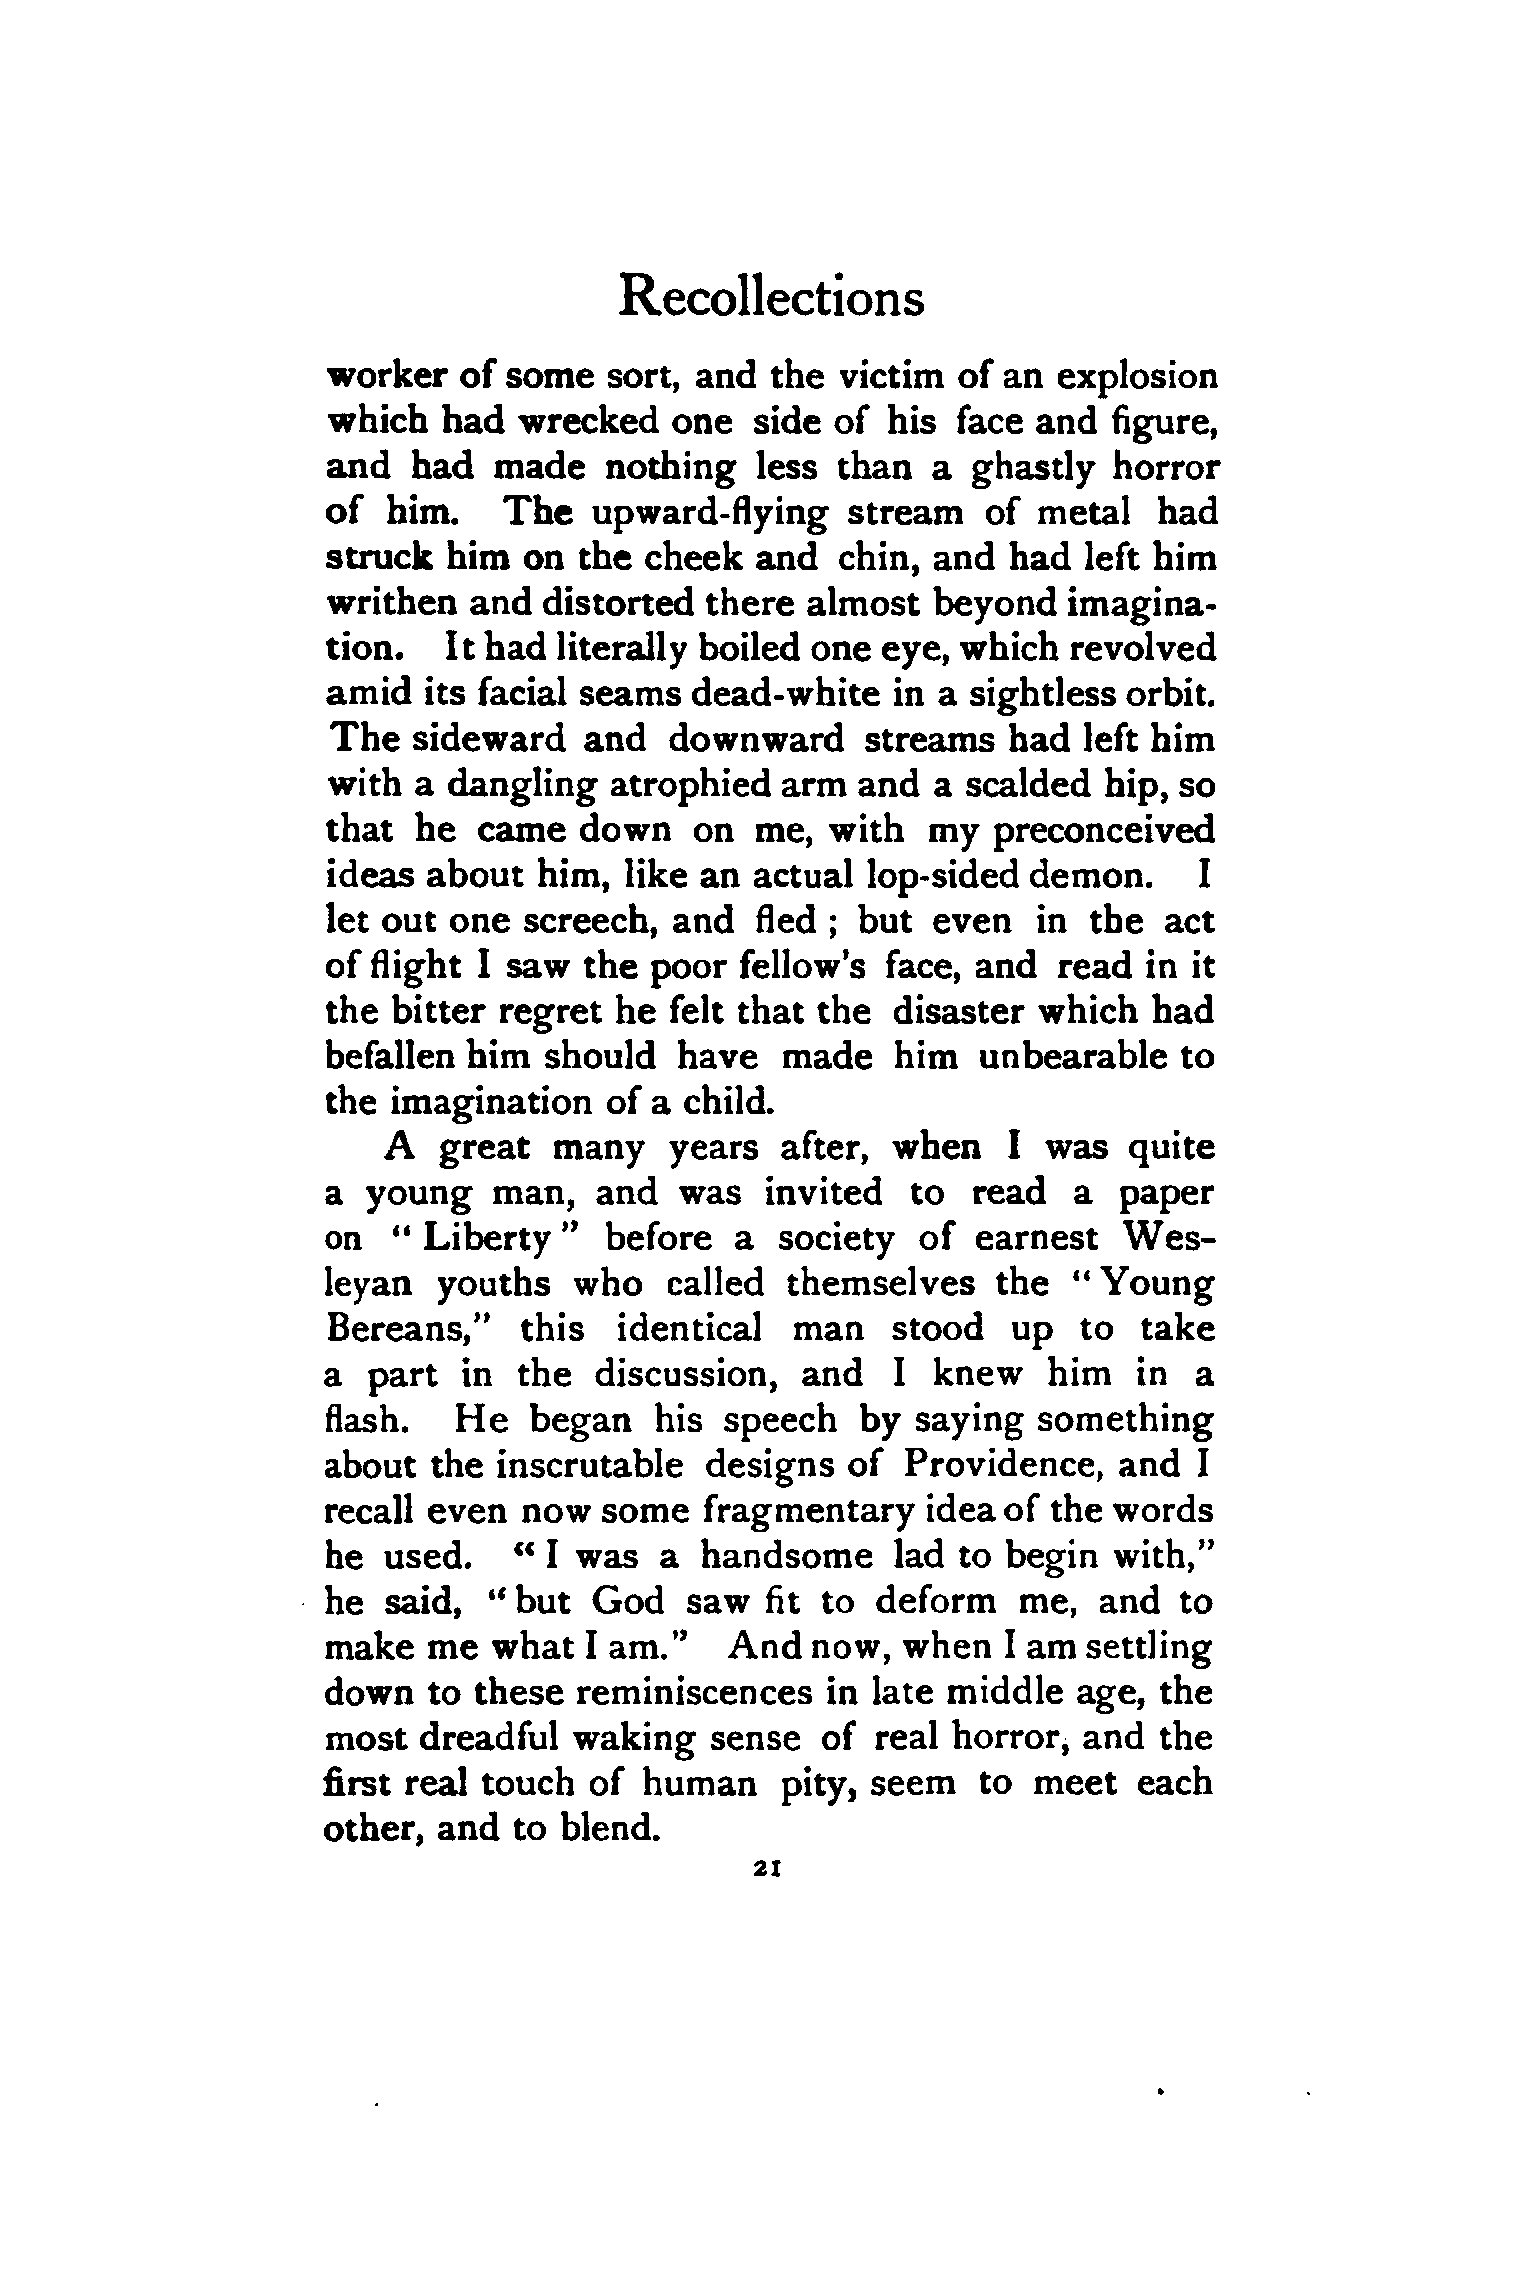 Recollections
worker of some sort, and the victim of an explosion
which had wrecked one side of his face and figure,
and had made nothing less than a ghastly horror
of him. The upward-flying stream of metal had
struck him on the cheek and chin, and had left him
writhen and distorted there almost beyond imagina-
tion. It had literally boiled one eye, which revolved
amid its facial seams dead-white in a sightless orbit.
The sideward and downward streams had left him
with a dangling atrophied arm and a scalded hip, so
that he came down on me, with my preconceived
ideas about him, like an actual lop-sided demon. I
let out one screech, and fled ; but even in the act
of flight I saw the poor fellow's face, and read in it
the bitter regret he felt that the disaster which had
befallen him should have made him unbearable to
the imagination of a child.
A great many years after, when I was quite
a young man, and was invited to read a paper
on “ Liberty ” before a society of earnest Wes-
leyan youths who called themselves the “ Young
Bereans,” this identical man stood up to take
a part in the discussion, and I knew him in a
flash. He began his speech by saying something
about the inscrutable designs of Providence, and I
recall even now some fragmentary idea of the words
he used. “ I was a handsome lad to begin with,”
he said, “ but God saw fit to deform me, and to
make me what I am.” And now, when I am settling
down to these reminiscences in late middle age, the
most dreadful waking sense of real horror, and the
first real touch of human pity, seem to meet each
other, and to blend.
21